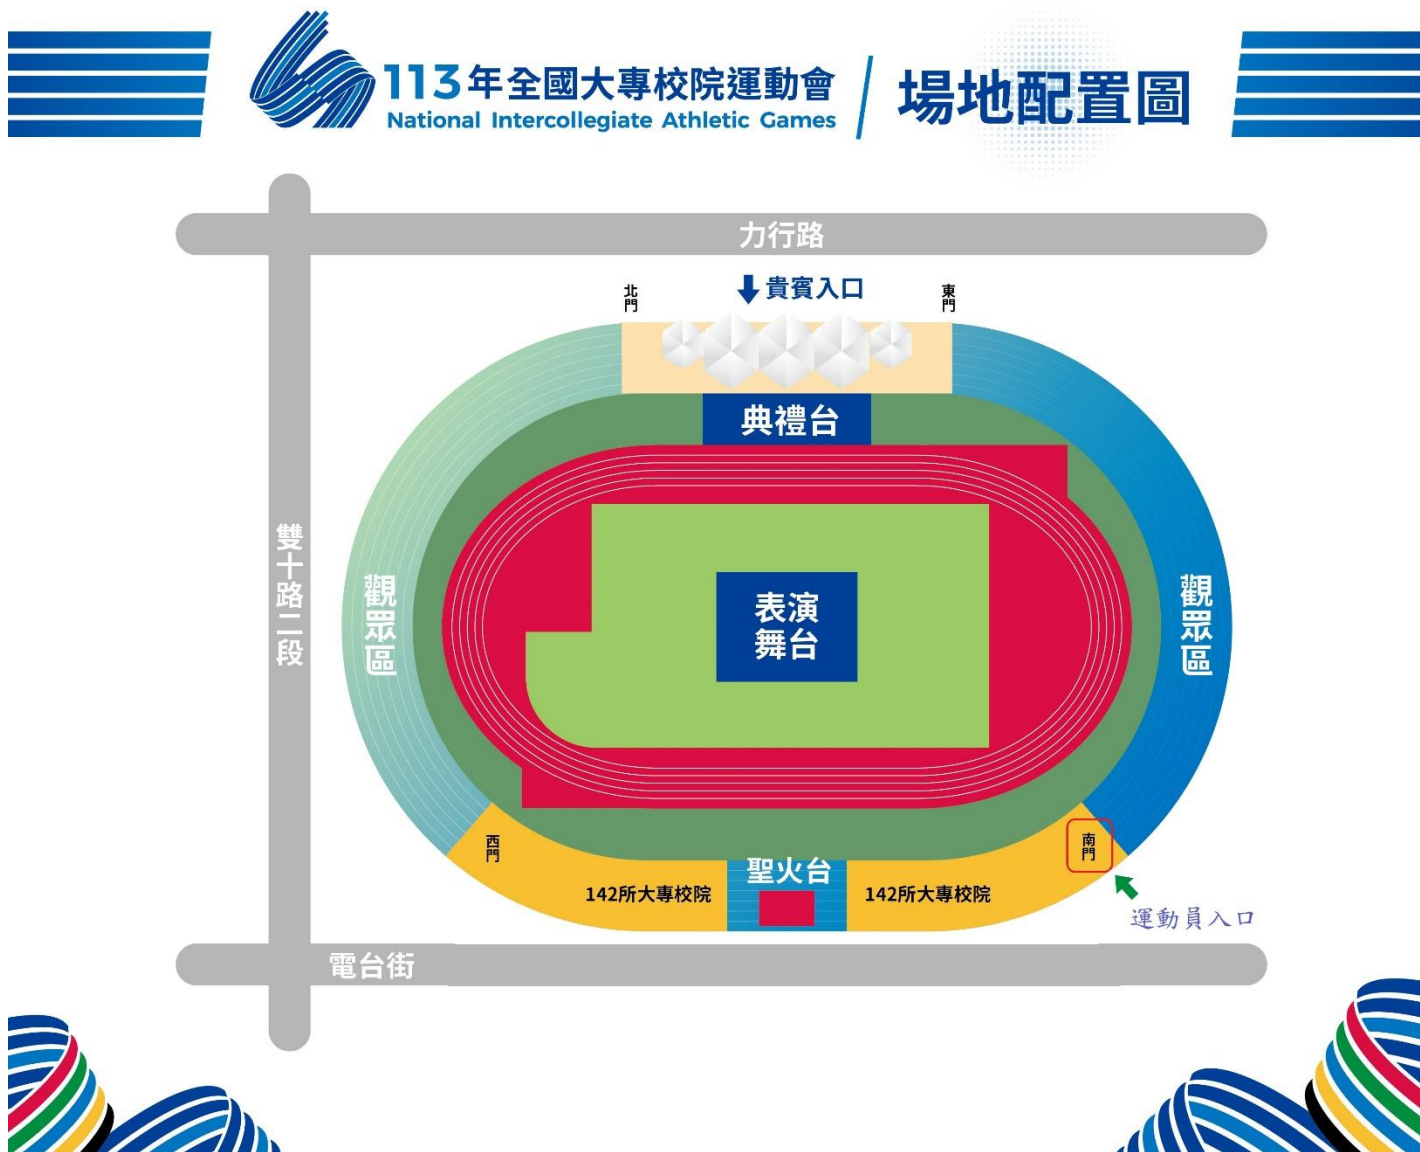 113年全國大專校院運動會
National Intercollegiate Athletic Games
場地配置圖
力行路
貴賓入口
北門
東門
典禮台
雙十路二段
觀眾區
表演
舞台
觀眾區
西門
南門
聖火台
142所大專校院
142所大專校院
運動員入口
電台街